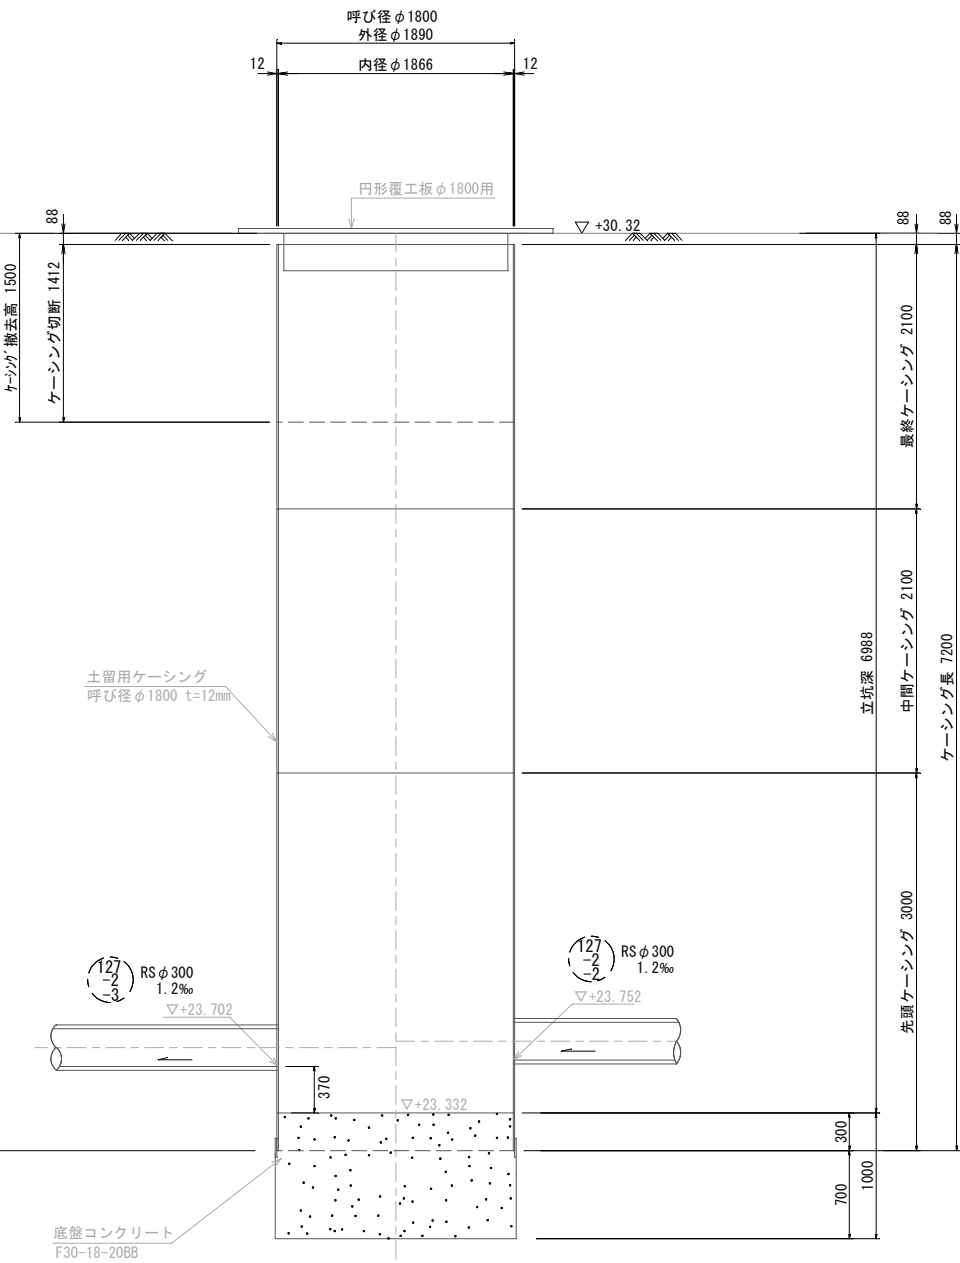 呼び径φ1800
外径φ1890
12
内径φ1866
12
円形覆工板φ1800用
88
▽ +30.32
88
88
ケーシング撤去高 1500
ケーシング切断 1412
最終ケーシング 2100
中間ケーシング 2100
立坑深 6988
ケーシング長 7200
土留用ケーシング
呼び径φ1800 t=12mm
先頭ケーシング 3000
127
-2
-3
RSφ300
1.2‰
▽+23.702
127
-2
-2
RSφ300
1.2‰
▽+23.752
370
▽+23.332
300
700
1000
底盤コンクリート
F30-18-20BB